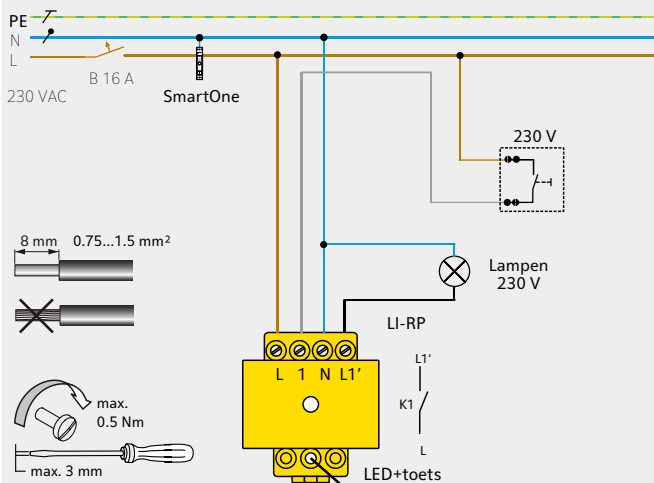 PE
N
L
B 16 A
230 VAC
SmartOne
230 V
8 mm 0.75...1.5 mm²
Lampen
230 V
LI-RP
L 1 N L1′
L1′
K1
L
max.
0.5 Nm
max. 3 mm
LED+toets